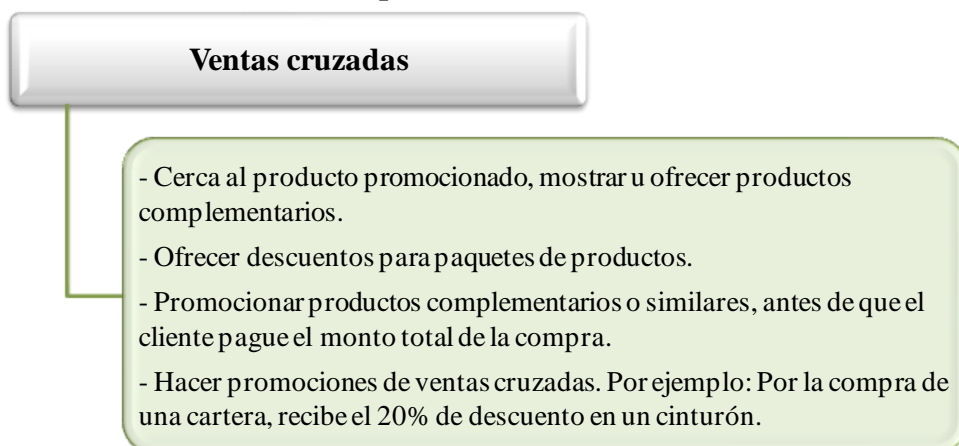 Ventas cruzadas
- Cerca al producto promocionado, mostrar u ofrecer productos
complementarios.
- Ofrecer descuentos para paquetes de productos.
- Promocionar productos complementarios o similares, antes de que el
cliente pague el monto total de la compra.
- Hacer promociones de ventas cruzadas. Por ejemplo: Por la compra de
una cartera, recibe el 20% de descuento en un cinturón.